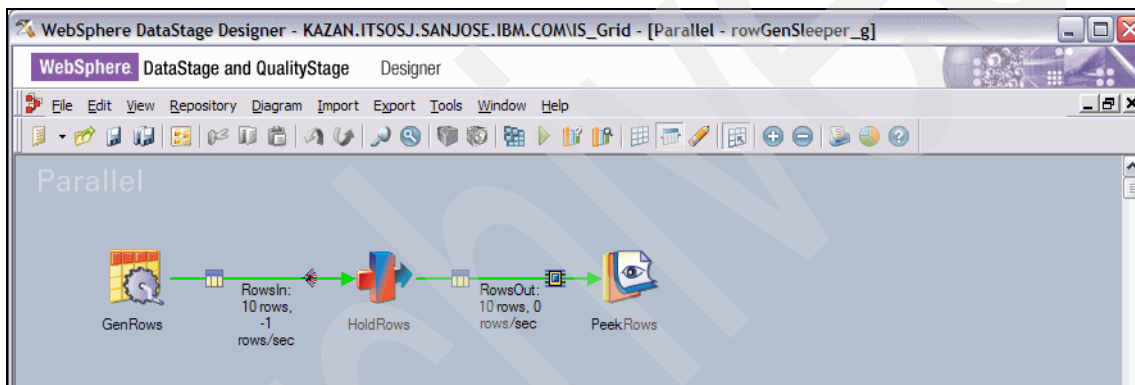 WebSphere DataStage Designer - KAZAN.ITSOSJ.SANJOSE.IBM.COM\IS_Grid - [Parallel - rowGenSleeper_g]
WebSphere. DataStage and QualityStage Designer
File Edit View Repository Diagram Import Export Tools Window Help
Parallel
RowsIn:
10 rows,
-1
rows/sec
RowsOut:
10 rows, 0
rows/sec
GenRows
HoldRows
PeekRows